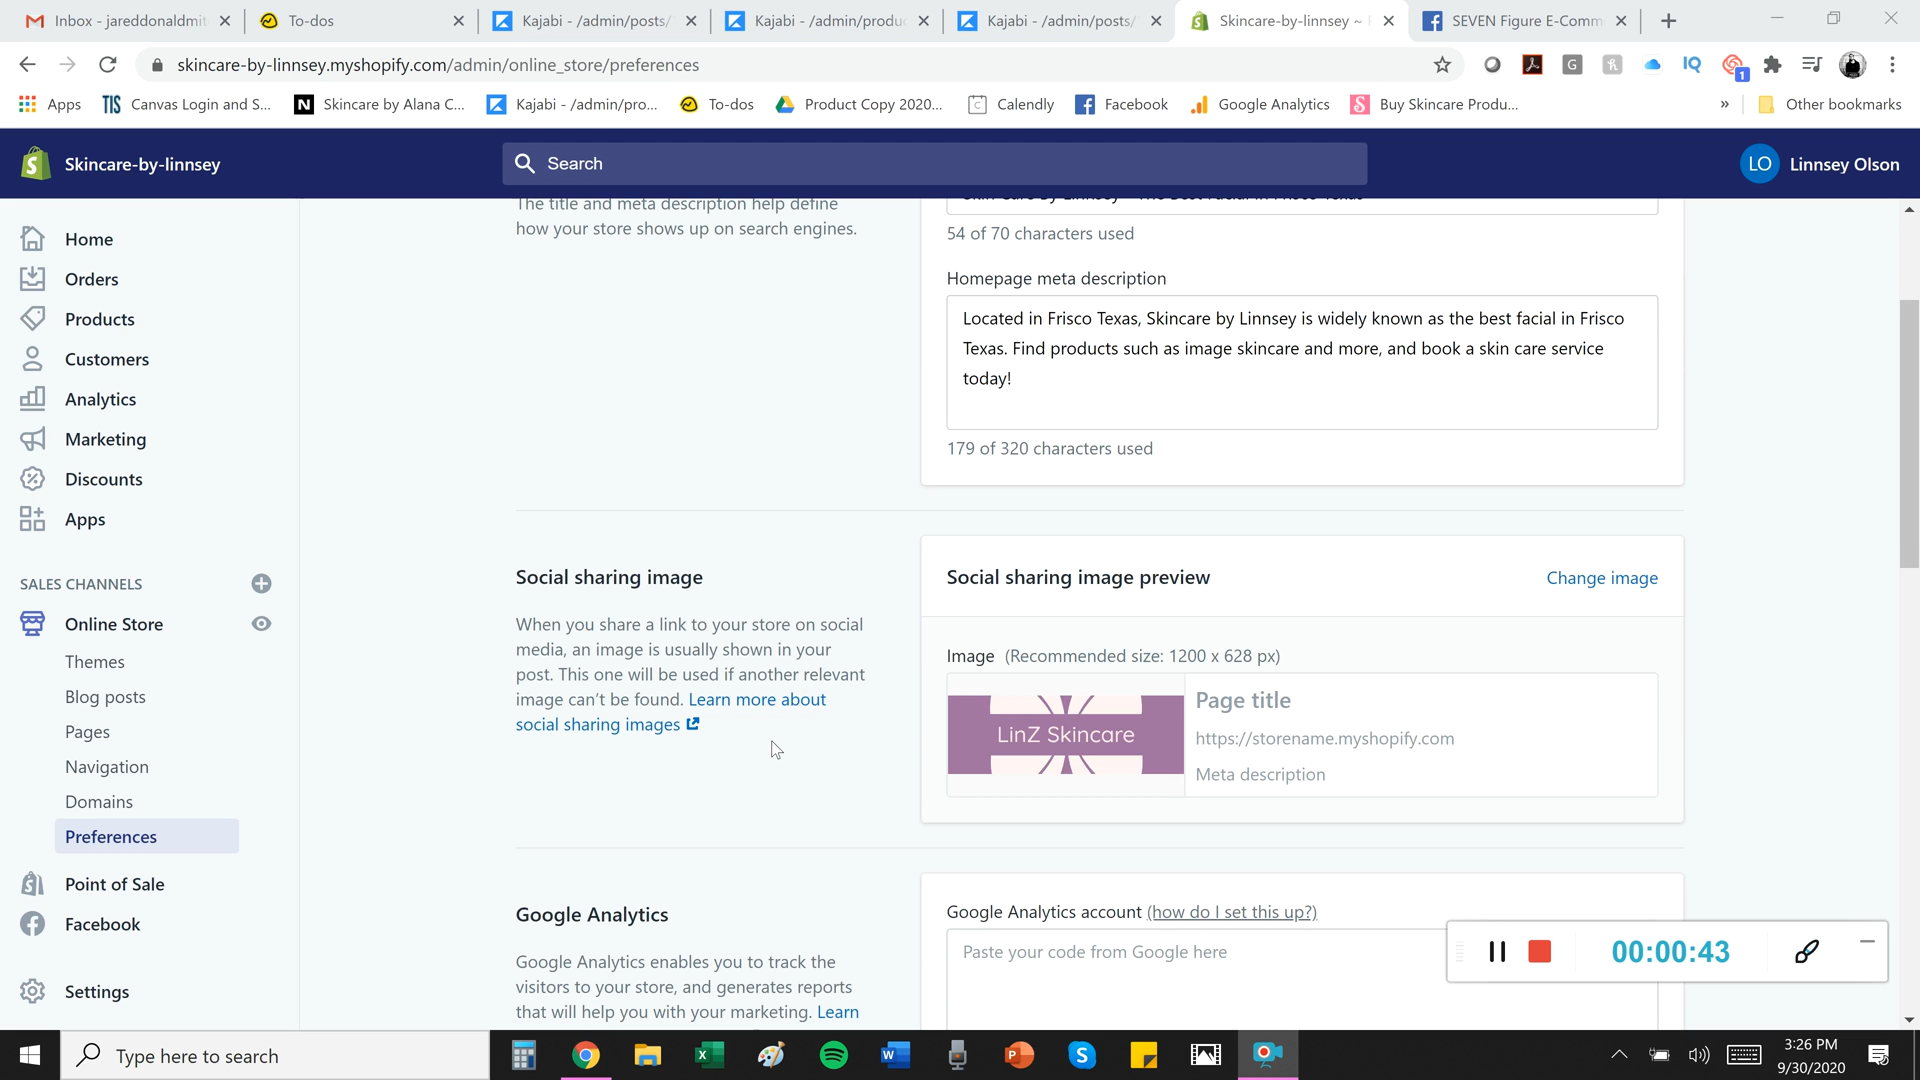 Inbox - jareddonaldmit
To-dos
Kajabi - /admin/posts/
Kajabi - /admin/produ
Kajabi - /admin/posts/
Skincare-by-linnsey ~
SEVEN Figure E-Comm
skincare-by-linnsey.myshopify.com/admin/online_store/preferences
IQ
1
Apps
TIS Canvas Login and S...
N Skincare by Alana C...
Kajabi - /admin/pro...
To-dos
Product Copy 2020...
Calendly
Facebook
Google Analytics
Buy Skincare Produ...
»
Other bookmarks
Skincare-by-linnsey
Search
LO Linnsey Olson
Home
Orders
Products
Customers
Analytics
Marketing
Discounts
Apps
SALES CHANNELS
Online Store
Themes
Blog posts
Pages
Navigation
Domains
Preferences
Point of Sale
Facebook
Settings
The title and meta description help define
how your store shows up on search engines.
54 of 70 characters used
Homepage meta description
Located in Frisco Texas, Skincare by Linnsey is widely known as the best facial in Frisco
Texas. Find products such as image skincare and more, and book a skin care service
today!
179 of 320 characters used
Social sharing image
When you share a link to your store on social
media, an image is usually shown in your
post. This one will be used if another relevant
image can't be found. Learn more about
social sharing images
Social sharing image preview
Change image
Image (Recommended size: 1200 x 628 px)
LinZ Skincare
Page title
https://storename.myshopify.com
Meta description
Google Analytics
Google Analytics enables you to track the
visitors to your store, and generates reports
that will help you with your marketing. Learn
Google Analytics account (how do I set this up?)
Paste your code from Google here
00:00:43
Type here to search
3:26 PM
9/30/2020